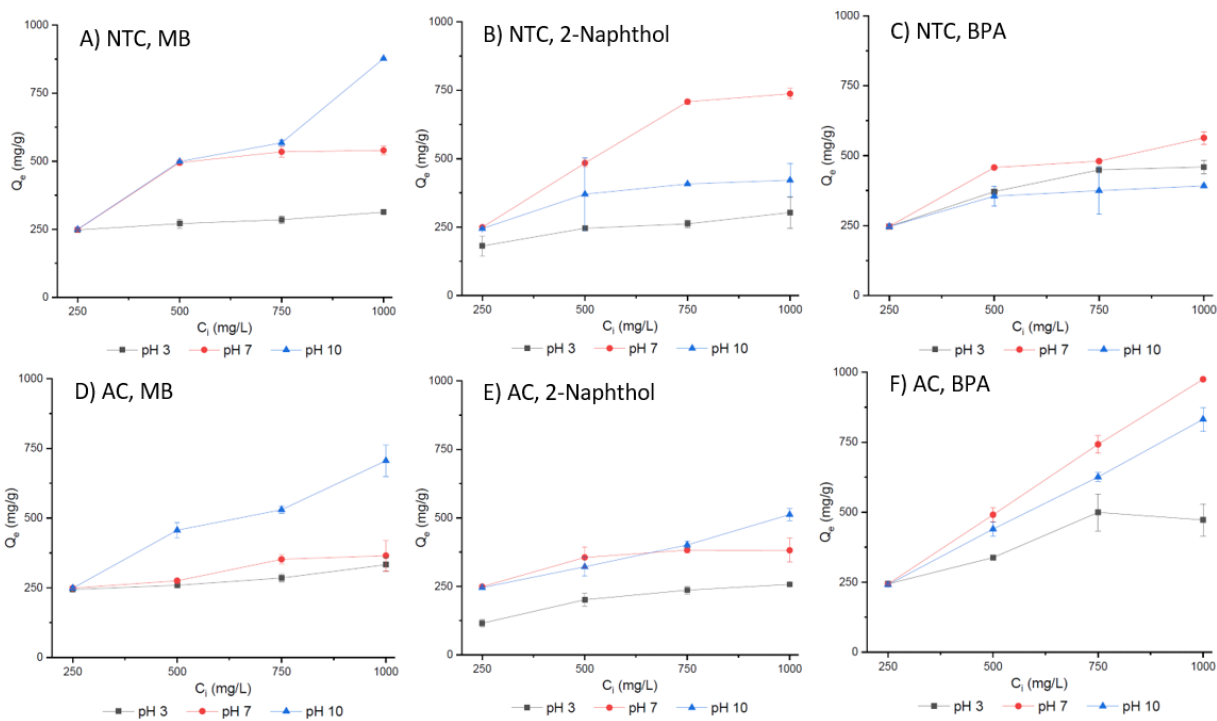 A) NTC, MB
1000
750
500
250
0
Qe (mg/g)
250 500 750 1000
Ci (mg/L)
pH 3 pH 7 pH 10
B) NTC, 2-Naphthol
1000
750
500
250
0
Qe (mg/g)
250 500 750 1000
Ci (mg/L)
pH 3 pH 7 pH 10
C) NTC, BPA
1000
750
500
250
0
Qe (mg/g)
250 500 750 1000
Ci (mg/L)
pH 3 pH 7 pH 10
D) AC, MB
1000
750
500
250
0
Qe (mg/g)
250 500 750 1000
Ci (mg/L)
pH 3 pH 7 pH 10
E) AC, 2-Naphthol
1000
750
500
250
0
Qe (mg/g)
250 500 750 1000
Ci (mg/L)
pH 3 pH 7 pH 10
F) AC, BPA
1000
750
500
250
0
Qe (mg/g)
250 500 750 1000
Ci (mg/L)
pH 3 pH 7 pH 10